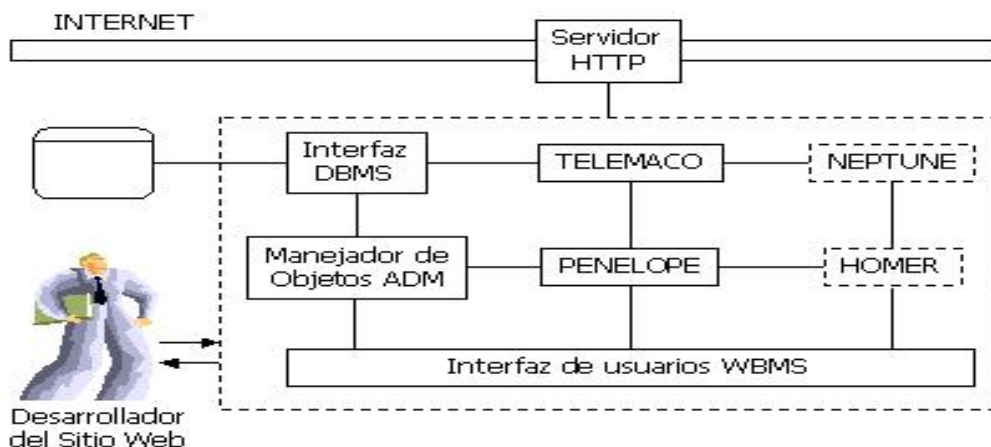 INTERNET
Servidor
HTTP
Interfaz
DBMS
TELEMACO
NEPTUNE
Manejador de
Objetos ADM
PENELOPE
HOMER
Interfaz de usuarios WBMS
Desarrollador
del Sitio Web